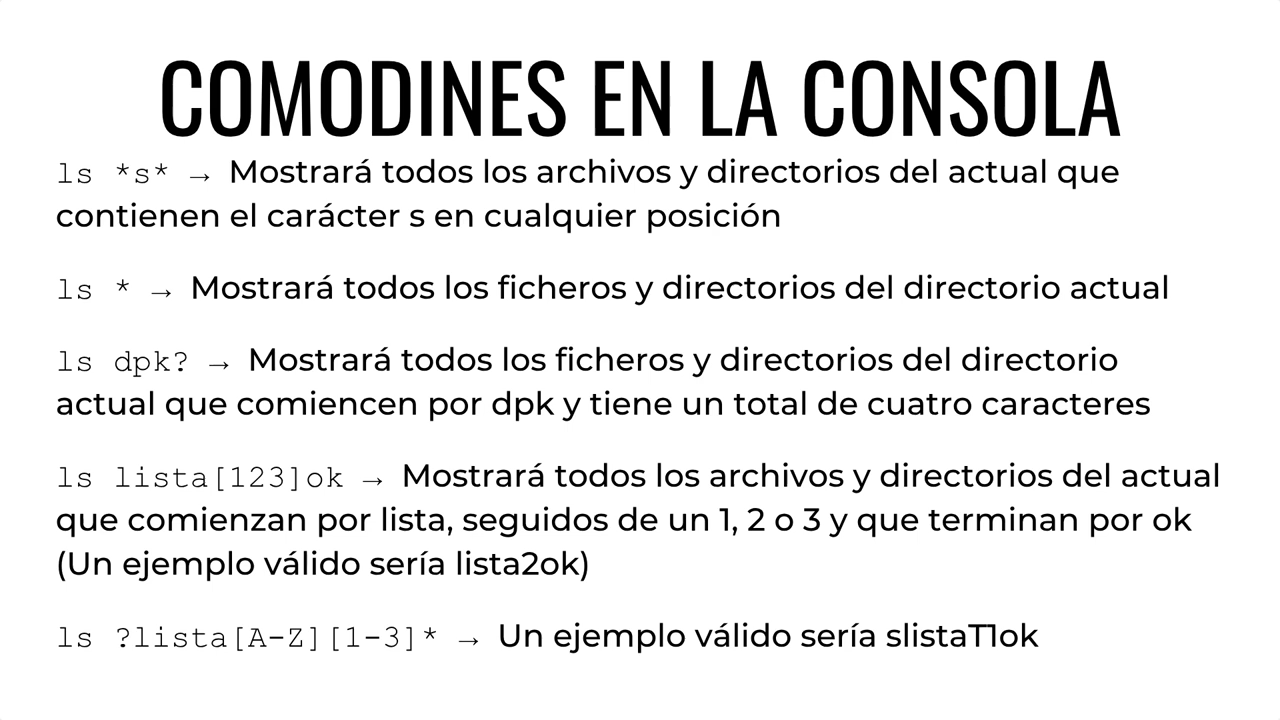 COMODINES EN LA CONSOLA
ls *s* → Mostrará todos los archivos y directorios del actual que
contienen el carácter s en cualquier posición
ls * → Mostrará todos los ficheros y directorios del directorio actual
ls dpk? → Mostrará todos los ficheros y directorios del directorio
actual que comiencen por dpk y tiene un total de cuatro caracteres
ls lista[123]ok → Mostrará todos los archivos y directorios del actual
que comienzan por lista, seguidos de un 1, 2 o 3 y que terminan por ok
(Un ejemplo válido sería lista2ok)
ls ?lista[A-Z][1-3]* → Un ejemplo válido sería slistaT1ok